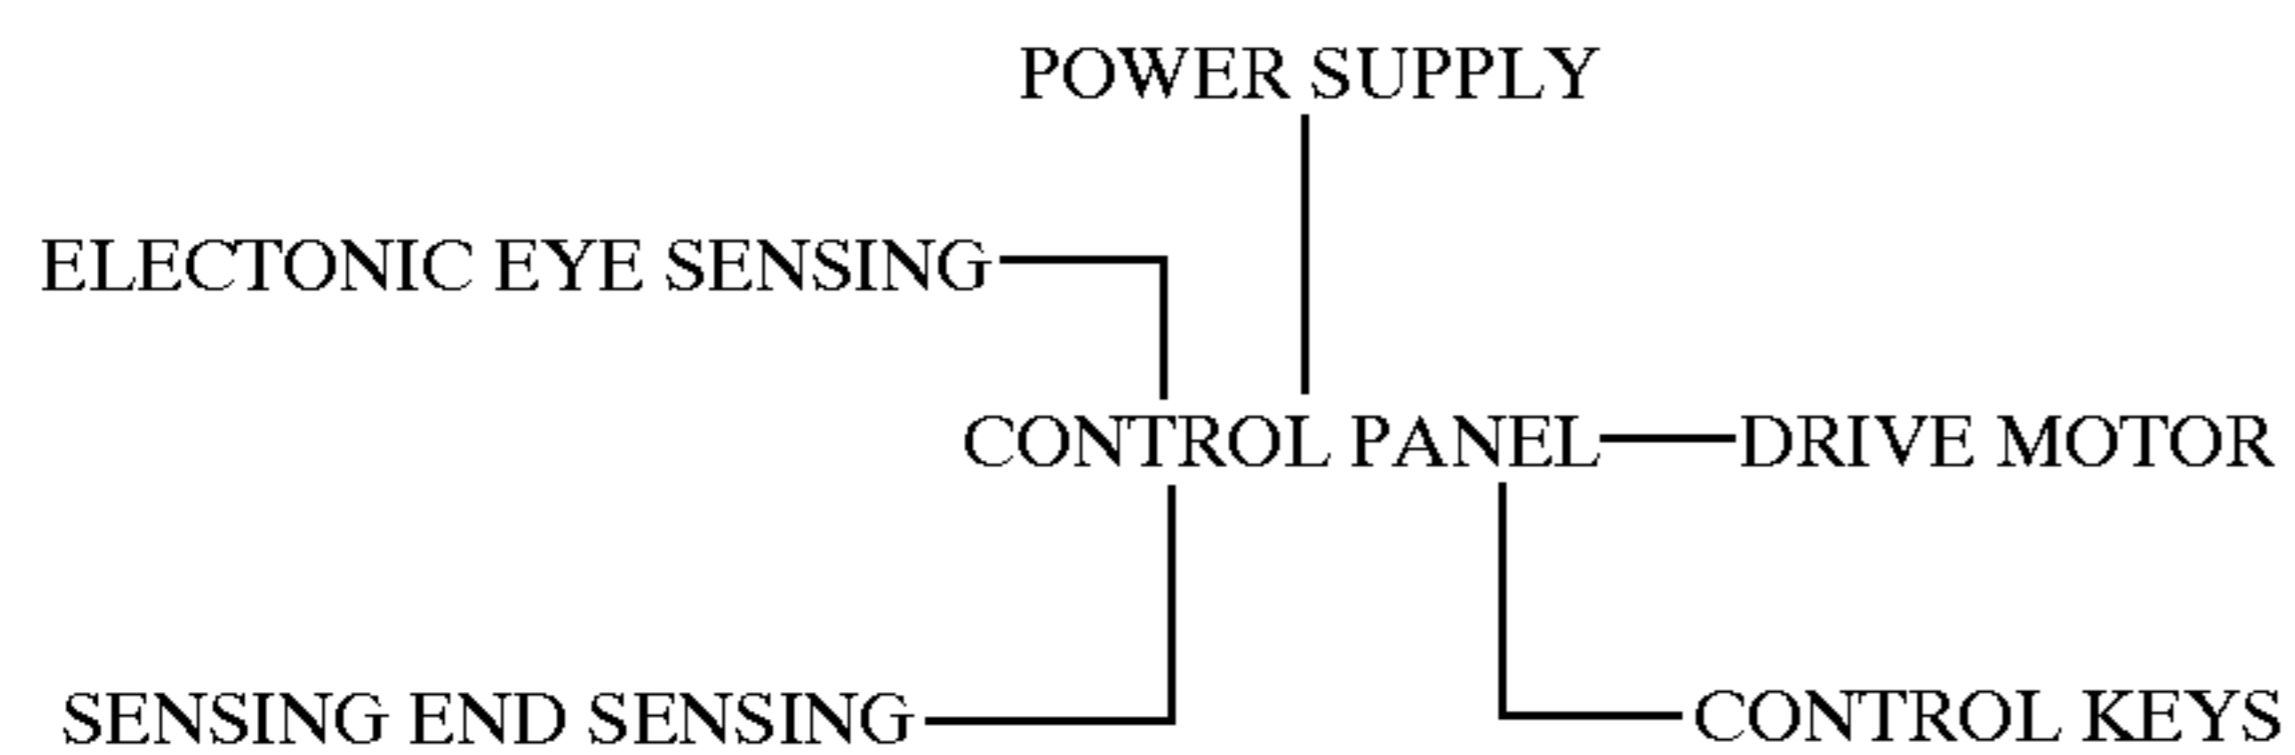 POWER SUPPLY
ELECTONIC EYE SENSING
CONTROL PANEL
DRIVE MOTOR
SENSING END SENSING
CONTROL KEYS